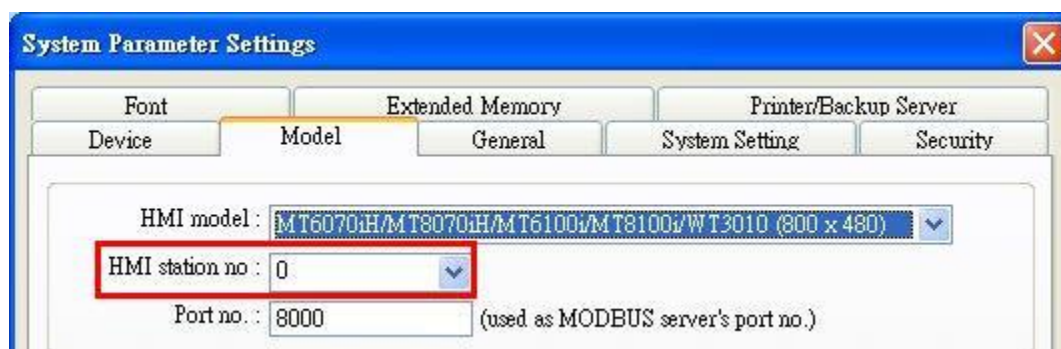 System Parameter Settings
Font Extended Memory Printer/Backup Server
Device Model General System Setting Security
HMI model : MT6070iH/MT8070iH/MT6100i/MT8100i/WT3010 (800 x 480)
HMI station no : 0
Port no. : 8000 (used as MODBUS server's port no.)